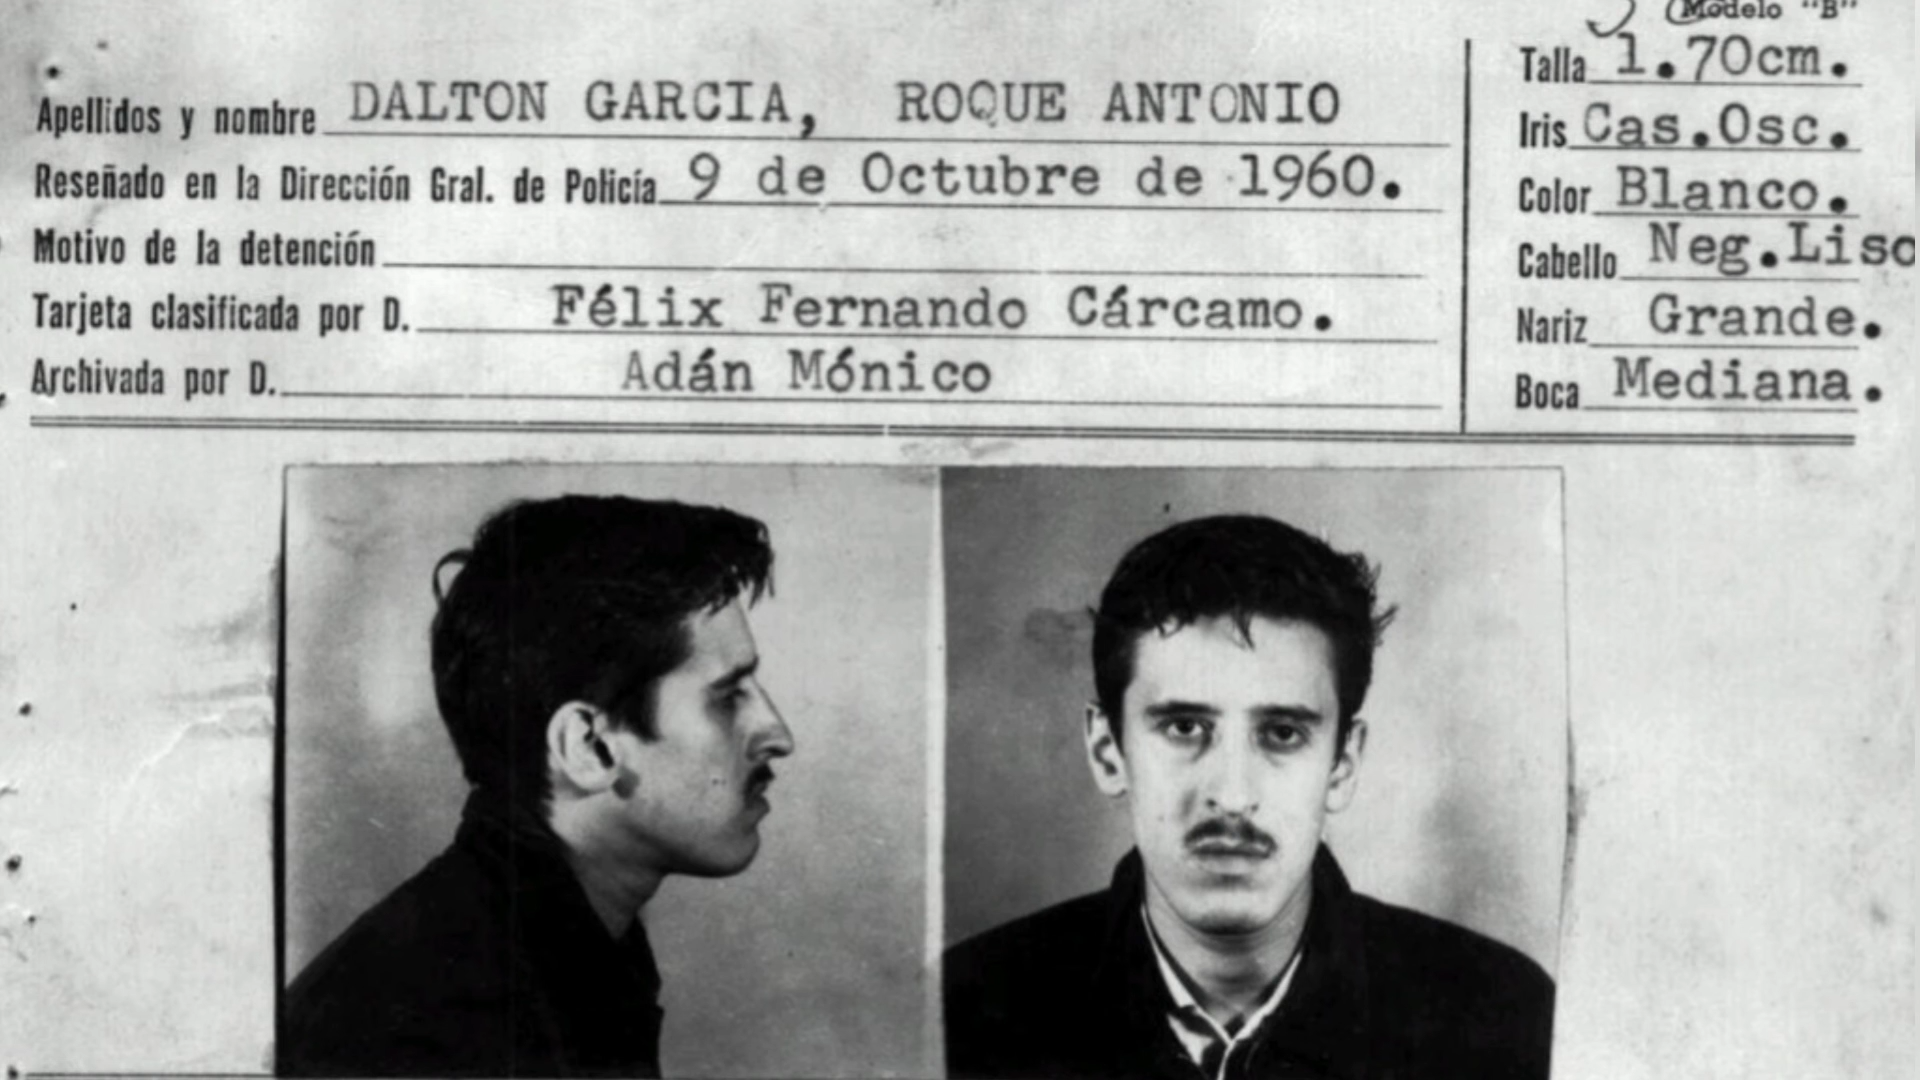 Modelo "B"
Apellidos y nombre DALTON GARCIA, ROQUE ANTONIO
Reseñado en la Dirección Gral. de Policía 9 de Octubre de 1960.
Motivo de la detención
Tarjeta clasificada por D. Félix Fernando Cárcamo.
Archivada por D. Adán Mónico
Talla 1.70cm.
Iris Cas.Osc.
Color Blanco.
Cabello Neg.Liso
Nariz Grande.
Boca Mediana.